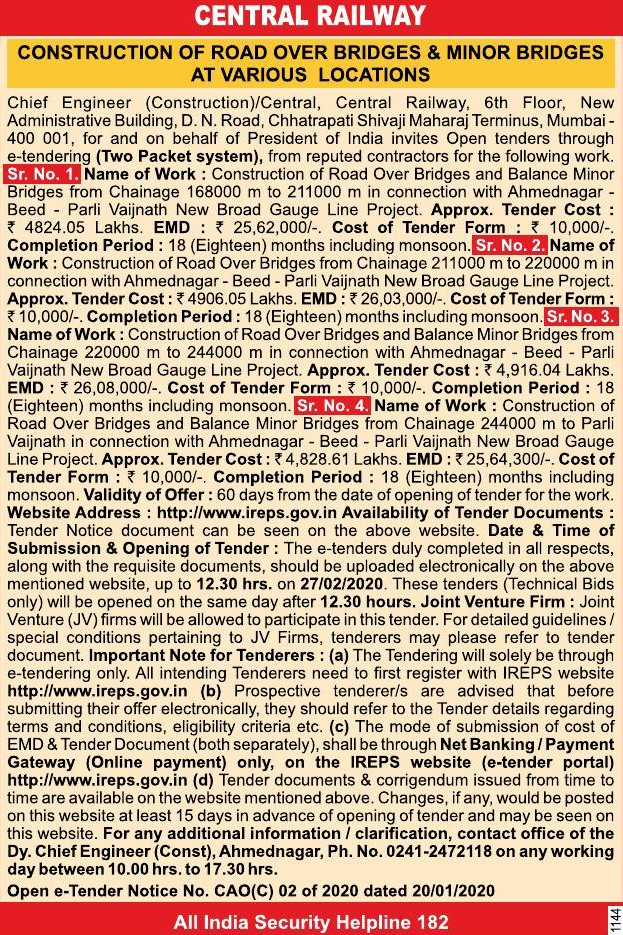 CENTRAL RAILWAY
CONSTRUCTION OF ROAD OVER BRIDGES & MINOR BRIDGES
AT VARIOUS LOCATIONS
Chief Engineer (Construction)/Central, Central Railway, 6th Floor, New
Administrative Building, D. N. Road, Chhatrapati Shivaji Maharaj Terminus, Mumbai -
400 001, for and on behalf of President of India invites Open tenders through
e-tendering (Two Packet system), from reputed contractors for the following work.
Sr. No. 1. Name of Work : Construction of Road Over Bridges and Balance Minor
Bridges from Chainage 168000 m to 211000 m in connection with Ahmednagar -
Beed - Parli Vaijnath New Broad Gauge Line Project. Approx. Tender Cost :
₹ 4824.05 Lakhs. EMD : ₹ 25,62,000/-. Cost of Tender Form : ₹ 10,000/-.
Completion Period : 18 (Eighteen) months including monsoon. Sr. No. 2. Name of
Work : Construction of Road Over Bridges from Chainage 211000 m to 220000 m in
connection with Ahmednagar - Beed - Parli Vaijnath New Broad Gauge Line Project.
Approx. Tender Cost : ₹ 4906.05 Lakhs. EMD : ₹ 26,03,000/-. Cost of Tender Form :
₹ 10,000/-. Completion Period : 18 (Eighteen) months including monsoon. Sr. No. 3.
Name of Work : Construction of Road Over Bridges and Balance Minor Bridges from
Chainage 220000 m to 244000 m in connection with Ahmednagar - Beed - Parli
Vaijnath New Broad Gauge Line Project. Approx. Tender Cost : ₹ 4,916.04 Lakhs.
EMD : ₹ 26,08,000/-. Cost of Tender Form : ₹ 10,000/-. Completion Period : 18
(Eighteen) months including monsoon. Sr. No. 4. Name of Work : Construction of
Road Over Bridges and Balance Minor Bridges from Chainage 244000 m to Parli
Vaijnath in connection with Ahmednagar - Beed - Parli Vaijnath New Broad Gauge
Line Project. Approx. Tender Cost : ₹ 4,828.61 Lakhs. EMD : ₹ 25,64,300/-. Cost of
Tender Form : ₹ 10,000/-. Completion Period : 18 (Eighteen) months including
monsoon. Validity of Offer : 60 days from the date of opening of tender for the work.
Website Address : http://www.ireps.gov.in Availability of Tender Documents :
Tender Notice document can be seen on the above website. Date & Time of
Submission & Opening of Tender : The e-tenders duly completed in all respects,
along with the requisite documents, should be uploaded electronically on the above
mentioned website, up to 12.30 hrs. on 27/02/2020. These tenders (Technical Bids
only) will be opened on the same day after 12.30 hours. Joint Venture Firm : Joint
Venture (JV) firms will be allowed to participate in this tender. For detailed guidelines /
special conditions pertaining to JV Firms, tenderers may please refer to tender
document. Important Note for Tenderers : (a) The Tendering will solely be through
e-tendering only. All intending Tenderers need to first register with IREPS website
http://www.ireps.gov.in (b) Prospective tenderer/s are advised that before
submitting their offer electronically, they should refer to the Tender details regarding
terms and conditions, eligibility criteria etc. (c) The mode of submission of cost of
EMD & Tender Document (both separately), shall be through Net Banking / Payment
Gateway (Online payment) only, on the IREPS website (e-tender portal)
http://www.ireps.gov.in (d) Tender documents & corrigendum issued from time to
time are available on the website mentioned above. Changes, if any, would be posted
on this website at least 15 days in advance of opening of tender and may be seen on
this website. For any additional information / clarification, contact office of the
Dy. Chief Engineer (Const), Ahmednagar, Ph. No. 0241-2472118 on any working
day between 10.00 hrs. to 17.30 hrs.
Open e-Tender Notice No. CAO(C) 02 of 2020 dated 20/01/2020
All India Security Helpline 182
1144